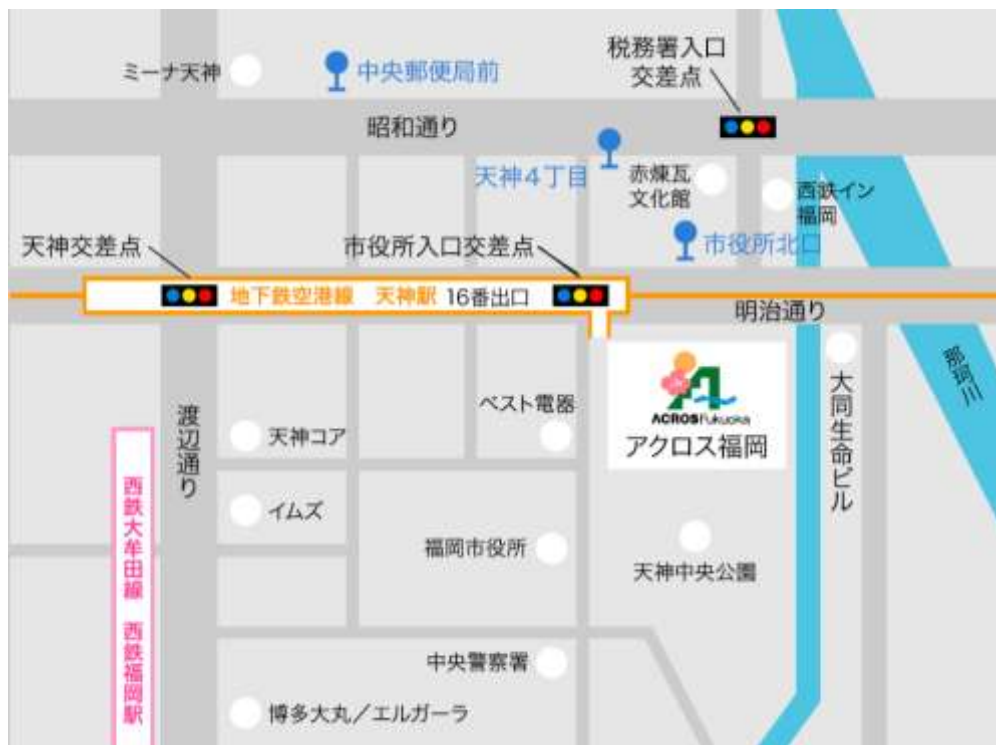 税務署入口
交差点
ミーナ天神
中央郵便局前
昭和通り
天神4丁目
赤煉瓦
文化館
西鉄イン
福岡
天神交差点
市役所入口交差点
市役所北口
地下鉄空港線 天神駅 16番出口
明治通り
那珂川
ACROS Fukuoka
アクロス福岡
大同生命ビル
ベスト電器
渡辺通り
天神コア
イムズ
西鉄大牟田線 西鉄福岡駅
福岡市役所
天神中央公園
中央警察署
博多大丸/エルガーラ